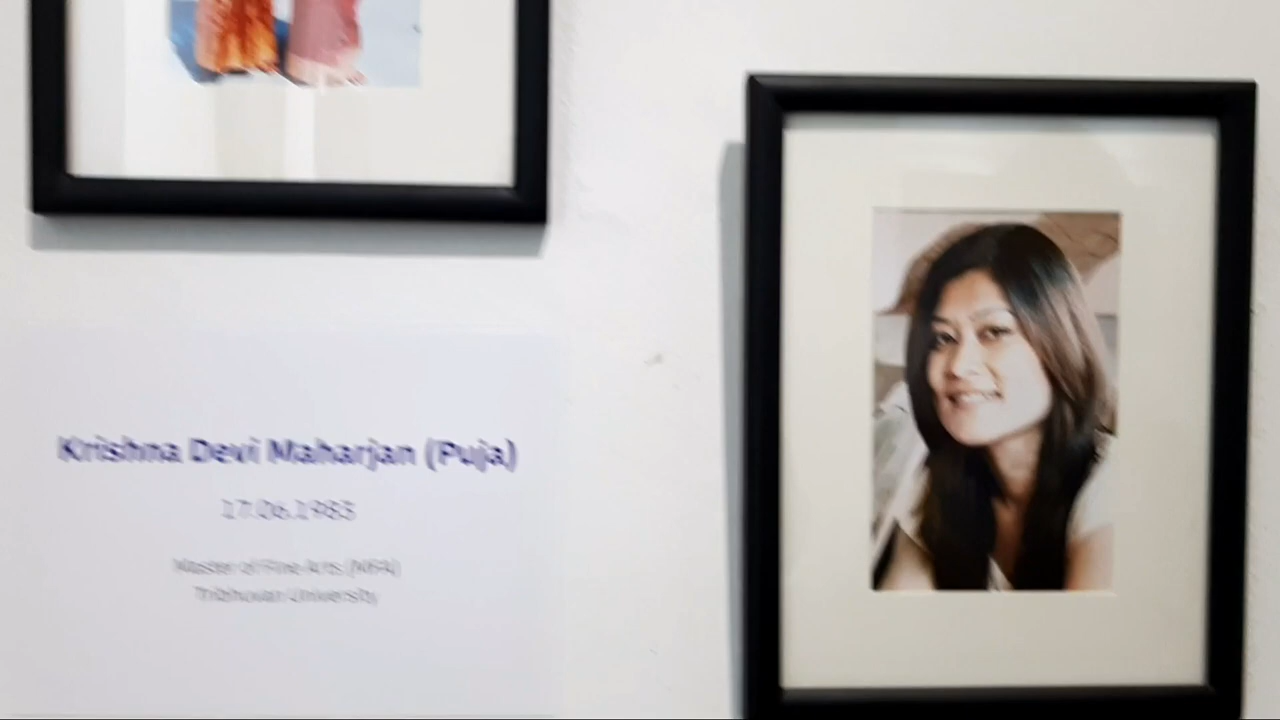 Krishna Devi Maharjan (Puja)
17.06.1983
Master of Fine Arts (MFA)
Tribhuvan University